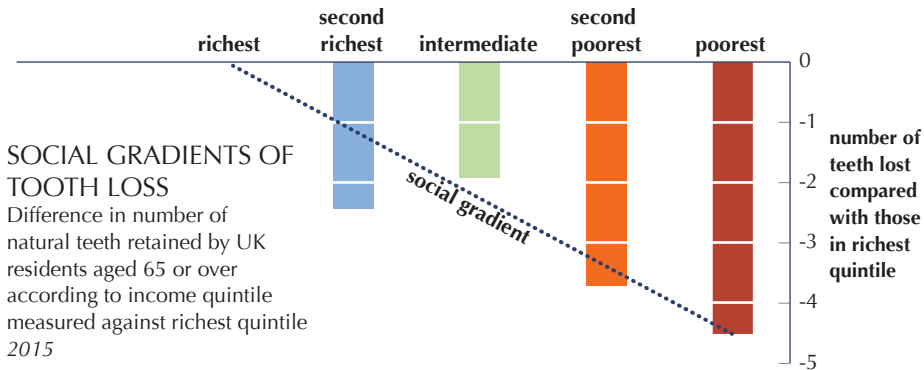 richest
second
richest
intermediate
second
poorest
poorest
0
-1
-2
-3
-4
-5
number of
teeth lost
compared
with those
in richest
quintile
social gradient
SOCIAL GRADIENTS OF
TOOTH LOSS
Difference in number of
natural teeth retained by UK
residents aged 65 or over
according to income quintile
measured against richest quintile
2015